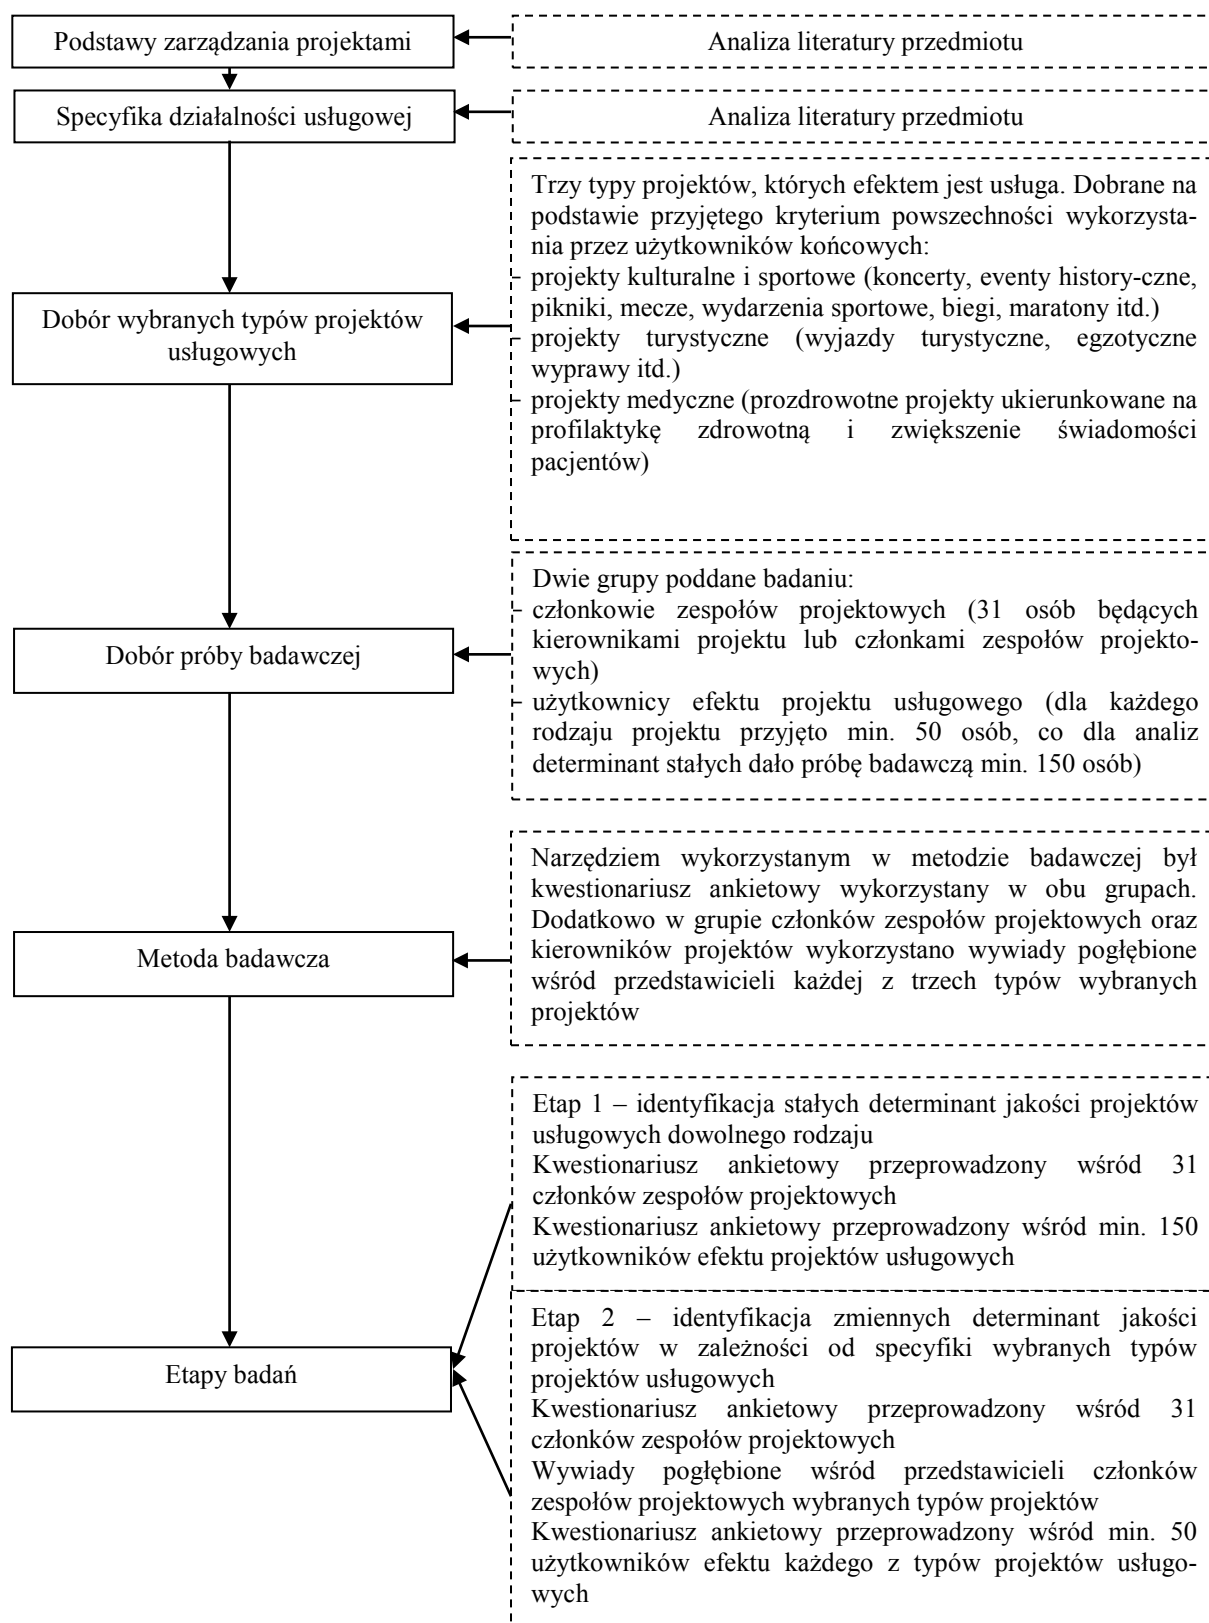 Podstawy zarządzania projektami
Analiza literatury przedmiotu
Specyfika działalności usługowej
Analiza literatury przedmiotu
Dobór wybranych typów projektów
usługowych
Trzy typy projektów, których efektem jest usługa. Dobrane na
podstawie przyjętego kryterium powszechności wykorzysta-
nia przez użytkowników końcowych:
- projekty kulturalne i sportowe (koncerty, eventy history-czne,
pikniki, mecze, wydarzenia sportowe, biegi, maratony itd.)
- projekty turystyczne (wyjazdy turystyczne, egzotyczne
wyprawy itd.)
- projekty medyczne (prozdrowotne projekty ukierunkowane na
profilaktykę zdrowotną i zwiększenie świadomości
pacjentów)
Dobór próby badawczej
Dwie grupy poddane badaniu:
- członkowie zespołów projektowych (31 osób będących
kierownikami projektu lub członkami zespołów projekto-
wych)
- użytkownicy efektu projektu usługowego (dla każdego
rodzaju projektu przyjęto min. 50 osób, co dla analiz
determinant stałych dało próbę badawczą min. 150 osób)
Metoda badawcza
Narzędziem wykorzystanym w metodzie badawczej był
kwestionariusz ankietowy wykorzystany w obu grupach.
Dodatkowo w grupie członków zespołów projektowych oraz
kierowników projektów wykorzystano wywiady pogłębione
wśród przedstawicieli każdej z trzech typów wybranych
projektów
Etapy badań
Etap 1 – identyfikacja stałych determinant jakości projektów
usługowych dowolnego rodzaju
Kwestionariusz ankietowy przeprowadzony wśród 31
członków zespołów projektowych
Kwestionariusz ankietowy przeprowadzony wśród min. 150
użytkowników efektu projektów usługowych
Etap 2 – identyfikacja zmiennych determinant jakości
projektów w zależności od specyfiki wybranych typów
projektów usługowych
Kwestionariusz ankietowy przeprowadzony wśród 31
członków zespołów projektowych
Wywiady pogłębione wśród przedstawicieli członków
zespołów projektowych wybranych typów projektów
Kwestionariusz ankietowy przeprowadzony wśród min. 50
użytkowników efektu każdego z typów projektów usługo-
wych